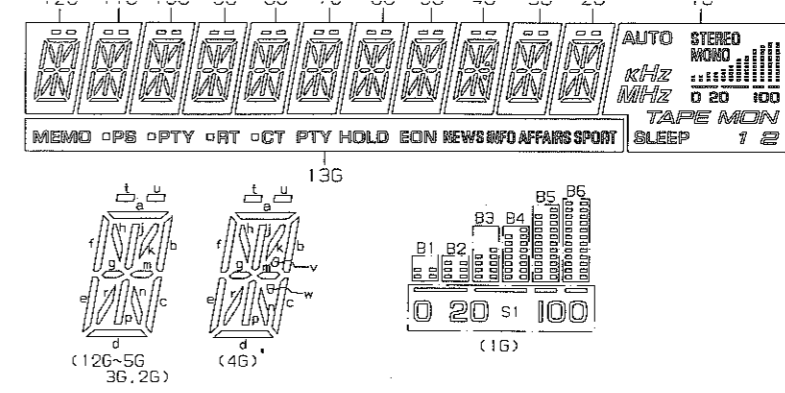 AUTO STEREO
MONO
kHz
MHz 0 20 100
TAPE MON
MEMO PS PTY RT CT PTY HOLD EON NEWS INFO AFFAIRS SPORT SLEEP 1 2
13G
t u t u
a a
f h j k b f h j k b
g m g m v
e r p n c e r p n c w
d d
(12G~5G
3G.2G)
(4G)
B1 B2 B3 B4 B5 B6
0 20 S1 100
(1G)